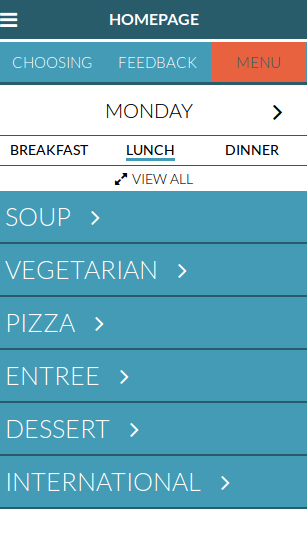 HOMEPAGE
CHOOSING FEEDBACK MENU
MONDAY
BREAKFAST LUNCH DINNER
VIEW ALL
SOUP
VEGETARIAN
PIZZA
ENTREE
DESSERT
INTERNATIONAL